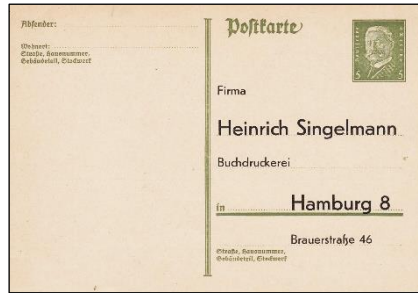 Absender:
Wohnort:
Straße, Hausnummer,
Gebäudeteil, Stockwerk
Postkarte
5 5
Firma
Heinrich Singelmann
Buchdruckerei
in Hamburg 8
Brauerstraße 46
Straße, Hausnummer,
Gebäudeteil, Stockwerk